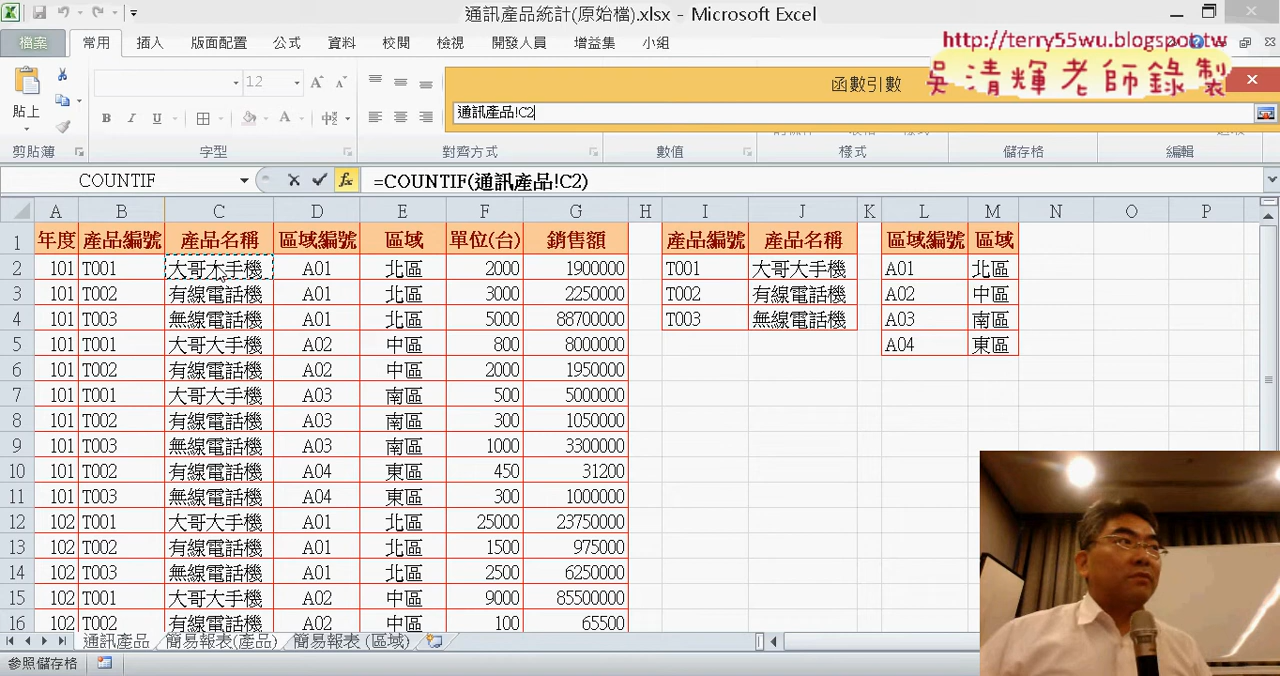 通訊產品統計(原始檔).xlsx - Microsoft Excel
檔案 常用 插入 版面配置 公式 資料 校閱 檢視 開發人員 增益集 小組
http://terry55wu.blogspot.tw
吳清輝老師錄製
函數引數
通訊產品!C2
貼上 12
剪貼簿 字型 對齊方式 數值 樣式 儲存格 編輯
COUNTIF =COUNTIF(通訊產品!C2)
A B C D E F G H I J K L M N O P
1 年度 產品編號 產品名稱 區域編號 區域 單位(台) 銷售額 產品編號 產品名稱 區域編號 區域
2 101 T001 大哥大手機 A01 北區 2000 1900000 T001 大哥大手機 A01 北區
3 101 T002 有線電話機 A01 北區 3000 2250000 T002 有線電話機 A02 中區
4 101 T003 無線電話機 A01 北區 5000 88700000 T003 無線電話機 A03 南區
5 101 T001 大哥大手機 A02 中區 800 8000000 A04 東區
6 101 T002 有線電話機 A02 中區 2000 1950000
7 101 T001 大哥大手機 A03 南區 500 5000000
8 101 T002 有線電話機 A03 南區 300 1050000
9 101 T003 無線電話機 A03 南區 1000 3300000
10 101 T002 有線電話機 A04 東區 450 31200
11 101 T003 無線電話機 A04 東區 300 1000000
12 102 T001 大哥大手機 A01 北區 25000 23750000
13 102 T002 有線電話機 A01 北區 1500 975000
14 102 T003 無線電話機 A01 北區 2500 6250000
15 102 T001 大哥大手機 A02 中區 9000 85500000
16 102 T002 有線電話機 A02 中區 100 65500
通訊產品 簡易報表(產品) 簡易報表 (區域)
參照儲存格